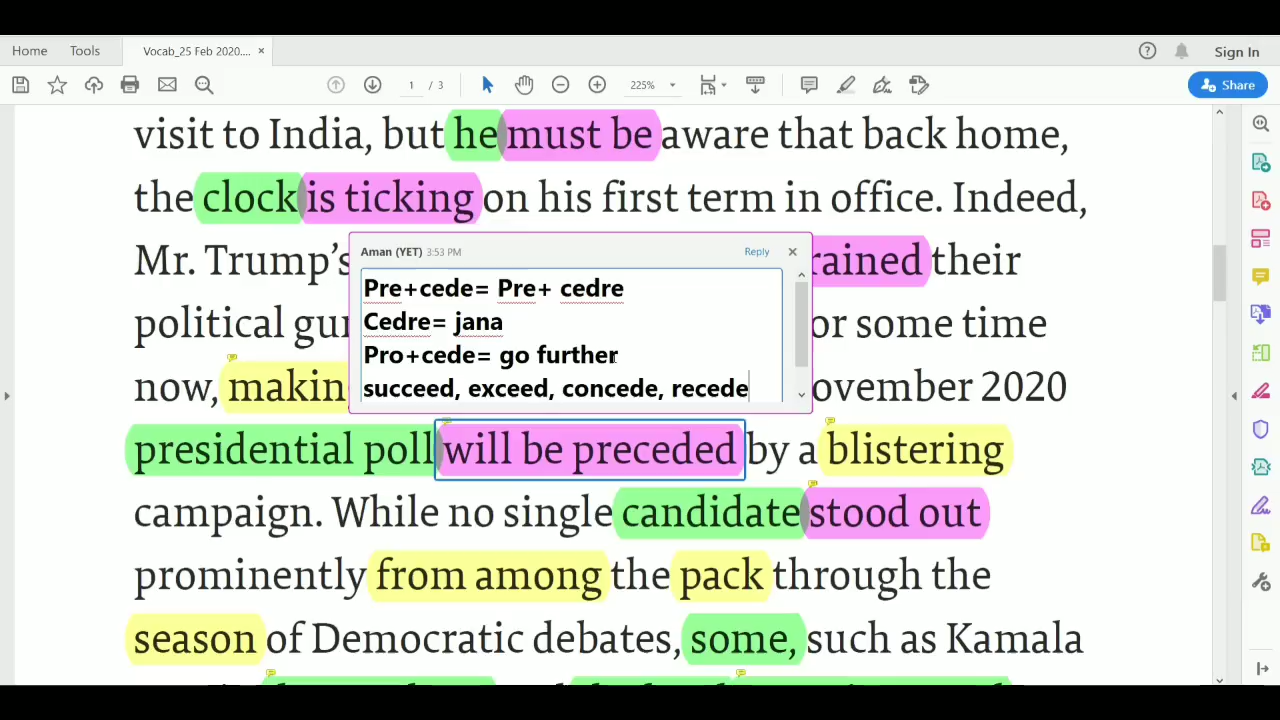 Home Tools Vocab_25 Feb 2020.... × Sign In
1 / 3 225% Share
visit to India, but he must be aware that back home,
the clock is ticking on his first term in office. Indeed,
Mr. Trump's rained their
Aman (YET) 3:53 PM Reply
Pre+cede= Pre+ cedre
Cedre= jana
Pro+cede= go further
succeed, exceed, concede, recede
political gu or some time
now, makin ovember 2020
presidential poll will be preceded by a blistering
campaign. While no single candidate stood out
prominently from among the pack through the
season of Democratic debates, some, such as Kamala